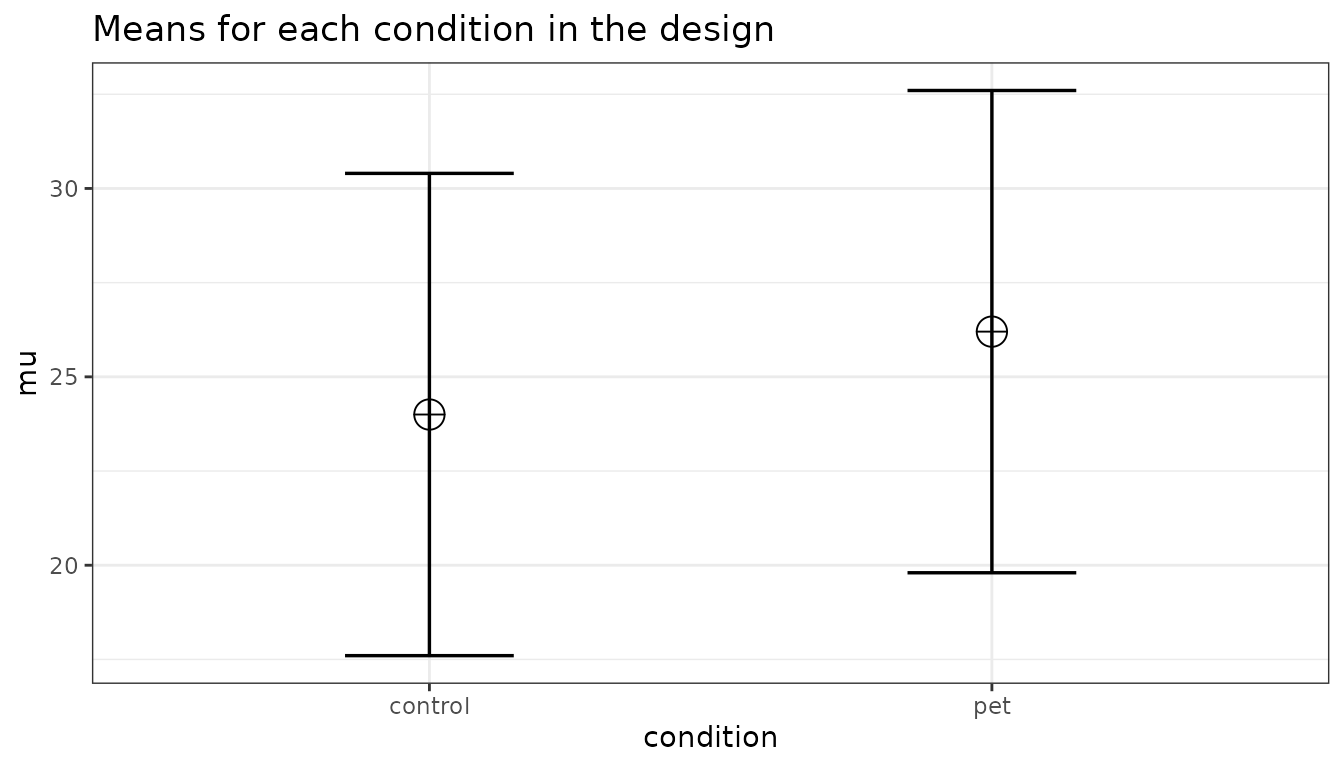 Means for each condition in the design
mu
30
25
20
control
pet
condition